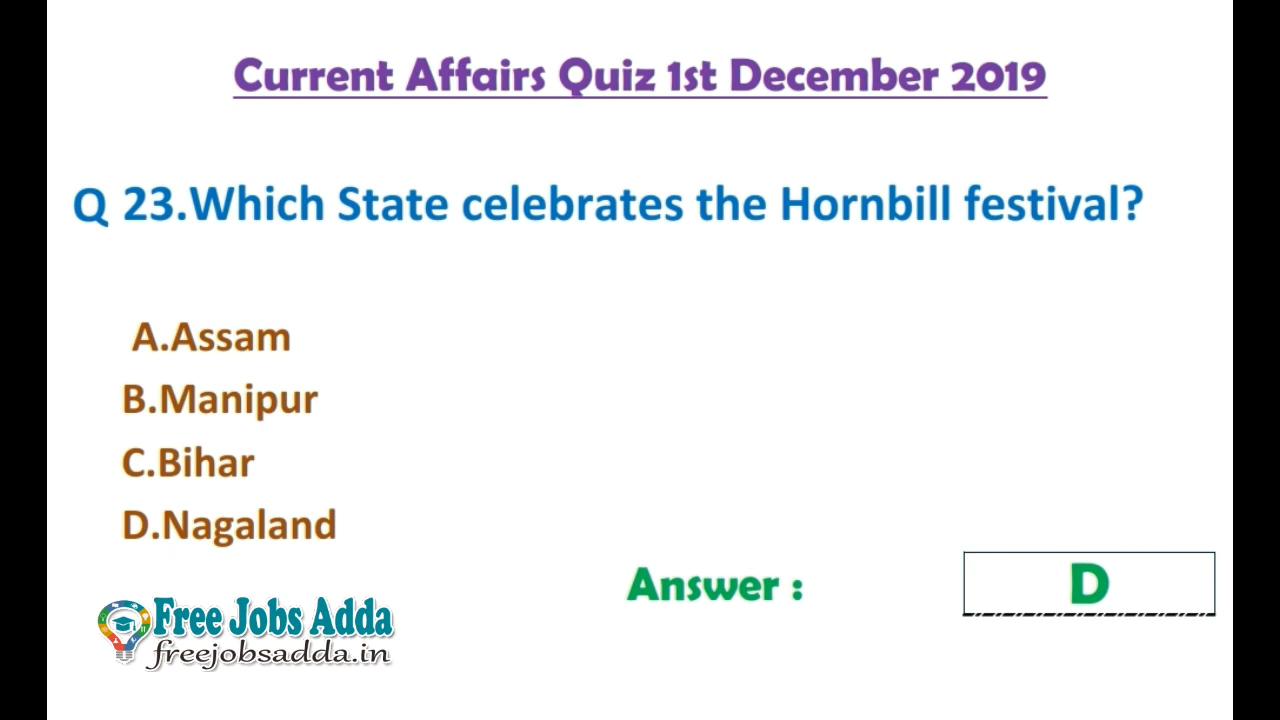 Current Affairs Quiz 1st December 2019
Q 23.Which State celebrates the Hornbill festival?
A.Assam
B.Manipur
C.Bihar
D.Nagaland
Answer : D
Free Jobs Adda
freejobsadda.in